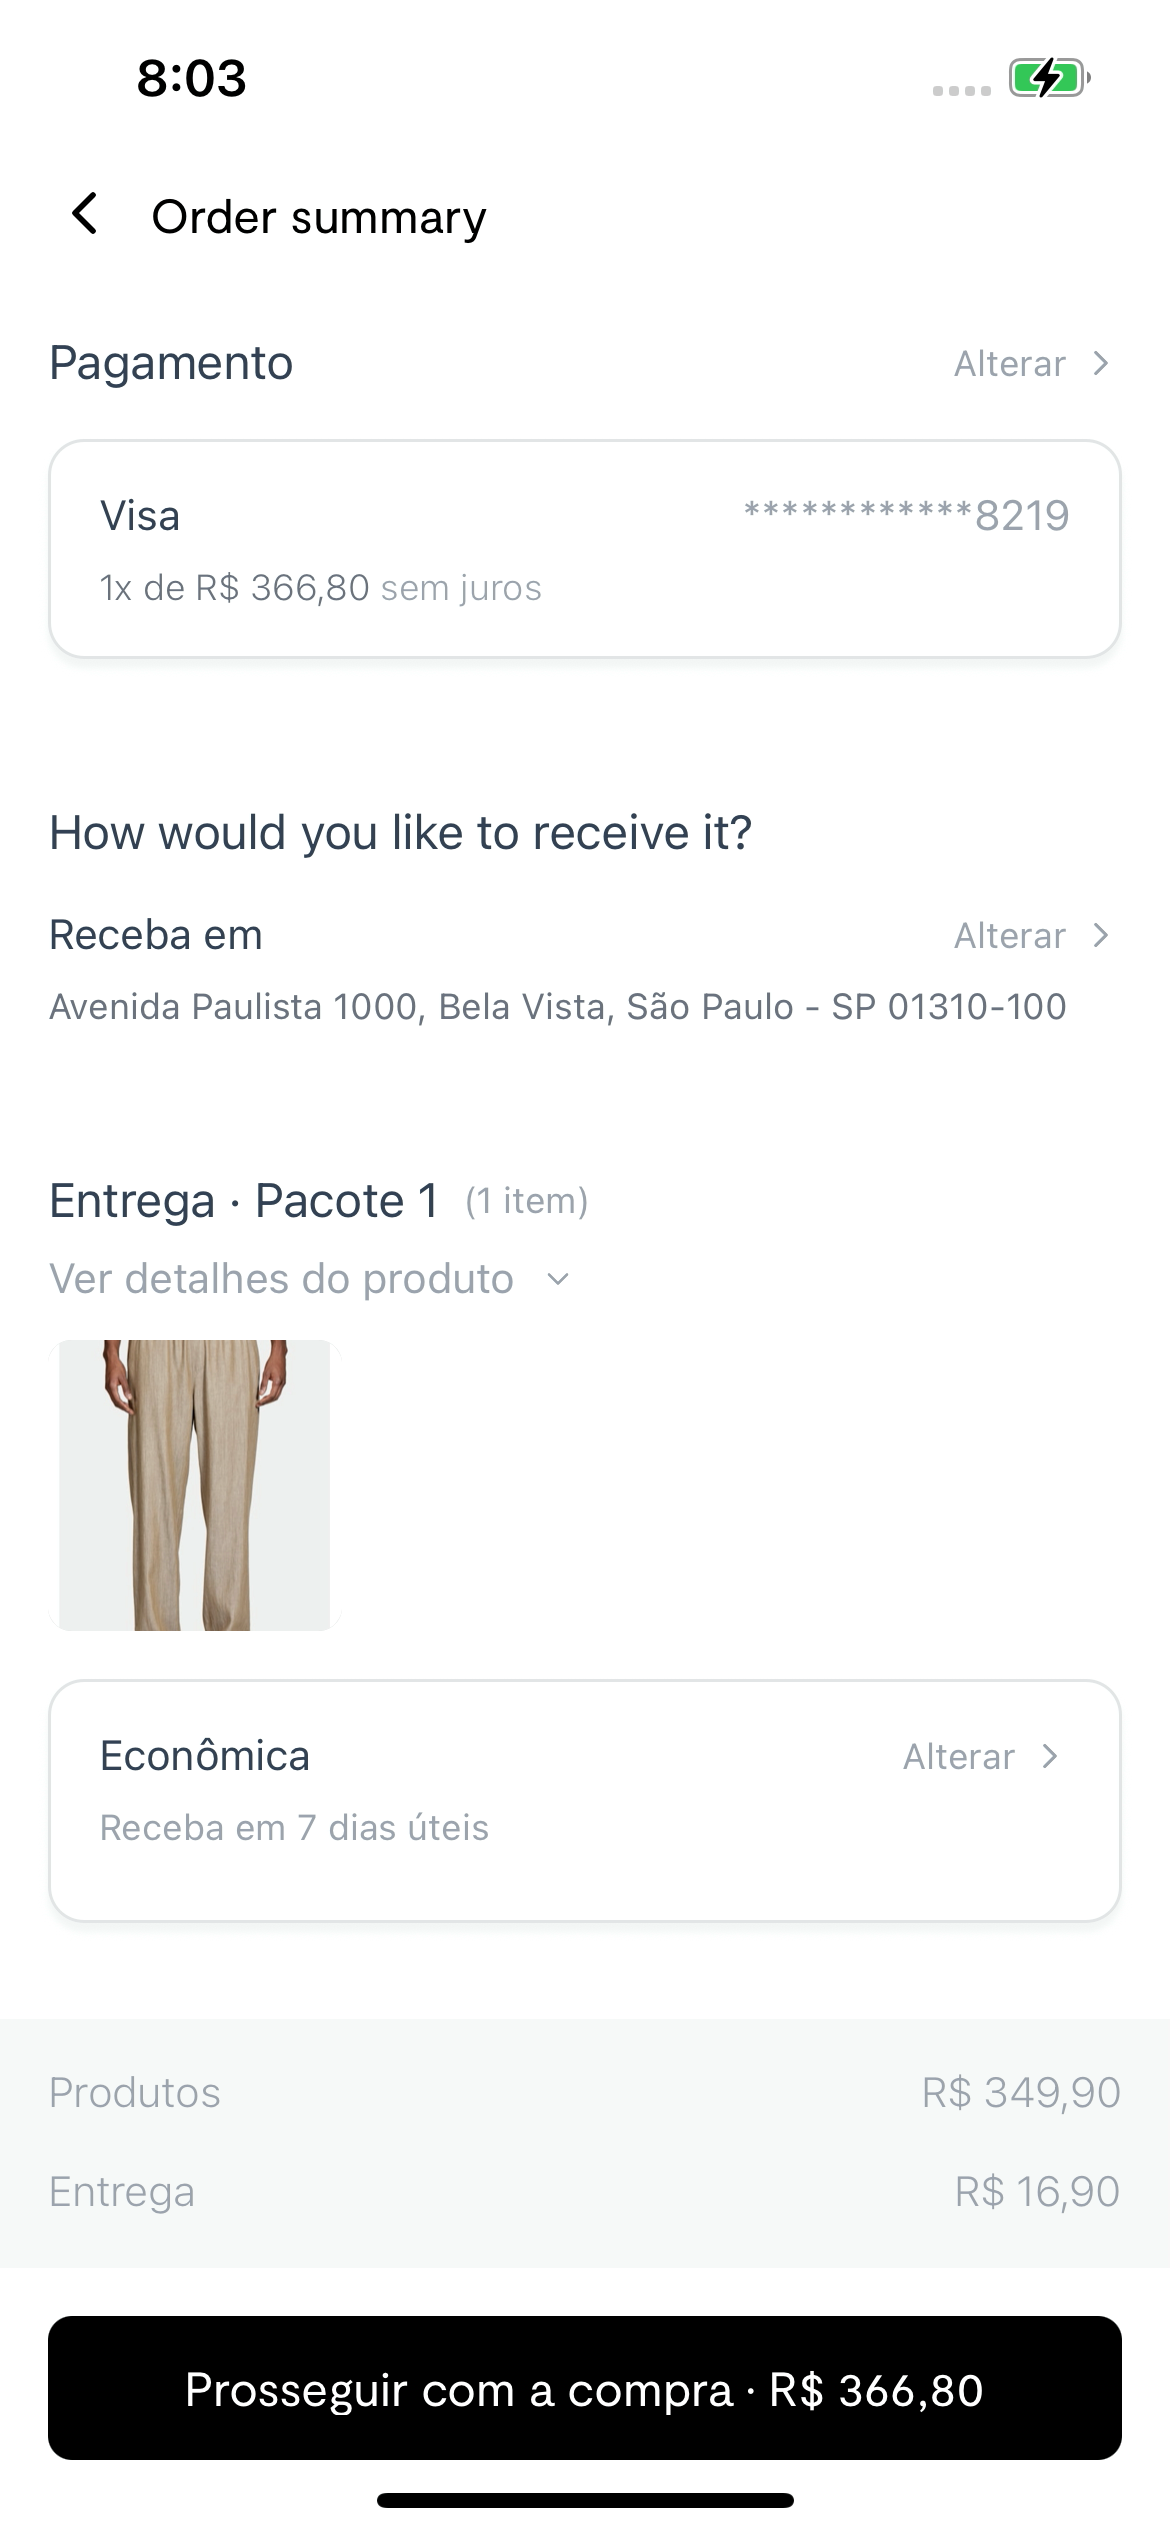 8:03
Order summary
Pagamento
Alterar
Visa
************8219
1x de R$ 366,80 sem juros
How would you like to receive it?
Receba em
Alterar
Avenida Paulista 1000, Bela Vista, São Paulo - SP 01310-100
Entrega · Pacote 1 (1 item)
Ver detalhes do produto
Econômica
Alterar
Receba em 7 dias úteis
Produtos
R$ 349,90
Entrega
R$ 16,90
Prosseguir com a compra · R$ 366,80